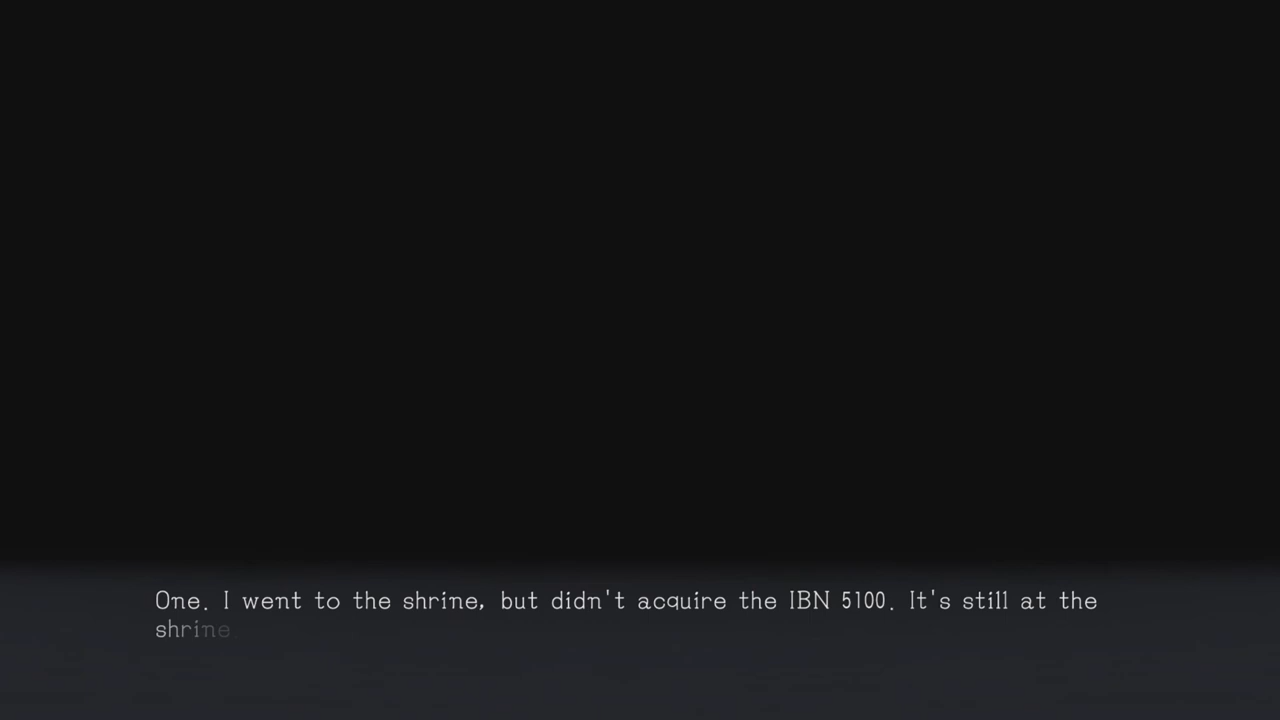 One. I went to the shrine, but didn't acquire the IBN 5100. It's still at the
shrine